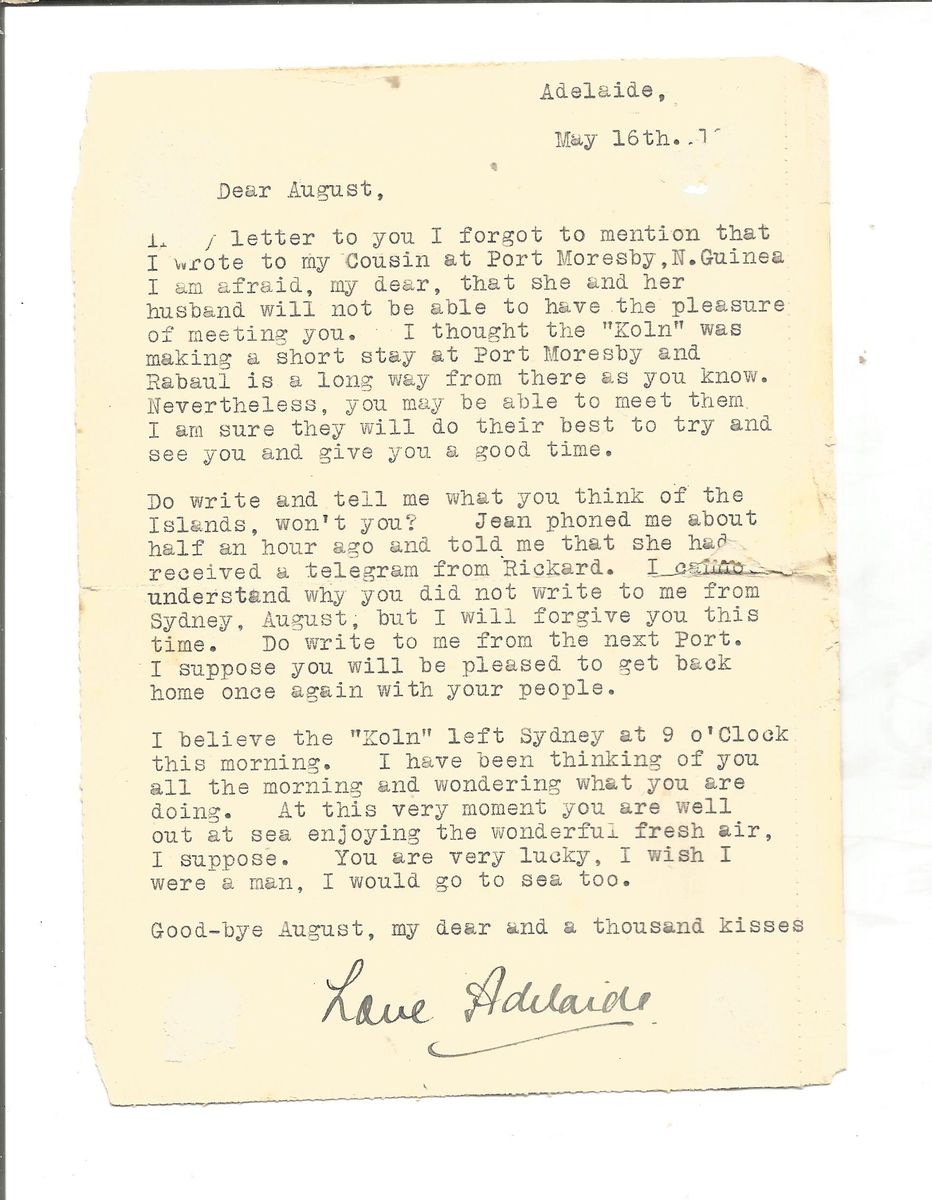 Adelaide,
May 16th.
Dear August,
letter to you I forgot to mention that
I wrote to my Cousin at Port Moresby,N.Guinea
I am afraid, my dear, that she and her
husband will not be able to have the pleasure
of meeting you. I thought the "Koln" was
making a short stay at Port Moresby and
Rabaul is a long way from there as you know.
Nevertheless, you may be able to meet them
I am sure they will do their best to try and
see you and give you a good time.
Do write and tell me what you think of the
Islands, won't you? Jean phoned me about
half an hour ago and told me that she had
received a telegram from Rickard. I
understand why you did not write to me from
Sydney, August, but I will forgive you this
time. Do write to me from the next Port.
I suppose you will be pleased to get back
home once again with your people.
I believe the "Koln" left Sydney at 9 o'Clock
this morning. I have been thinking of you
all the morning and wondering what you are
doing. At this very moment you are well
out at sea enjoying the wonderful fresh air,
I suppose. You are very lucky, I wish I
were a man, I would go to sea too.
Good-bye August, my dear and a thousand kisses
Love Adelaide